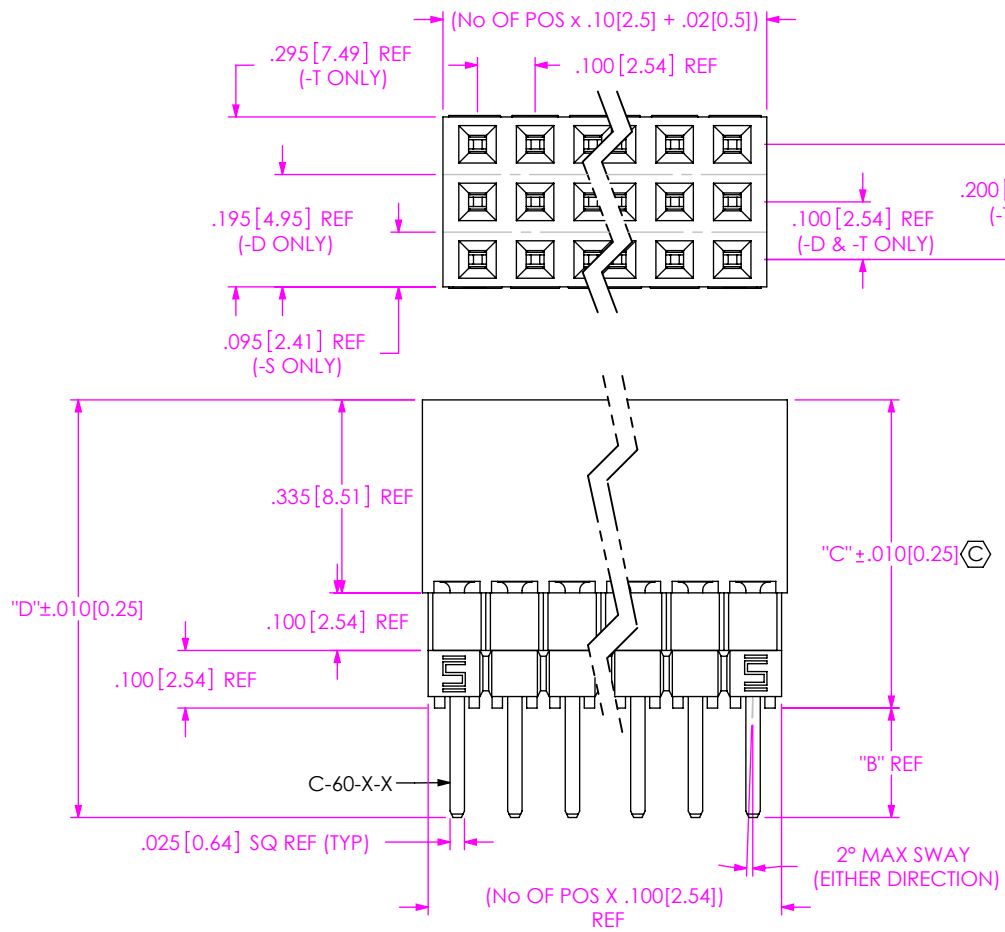 (No OF POS x .10[2.5] + .02[0.5])
.295[7.49] REF
(-T ONLY)
.100[2.54] REF
.195[4.95] REF
(-D ONLY)
.100[2.54] REF
(-D & -T ONLY)
.200[
.095[2.41] REF
(-S ONLY)
.335[8.51] REF
"C"±.010[0.25] C
"D"±.010[0.25]
.100[2.54] REF
.100[2.54] REF
"B" REF
C-60-X-X
.025[0.64] SQ REF (TYP)
2° MAX SWAY
(EITHER DIRECTION)
(No OF POS X .100[2.54])
REF